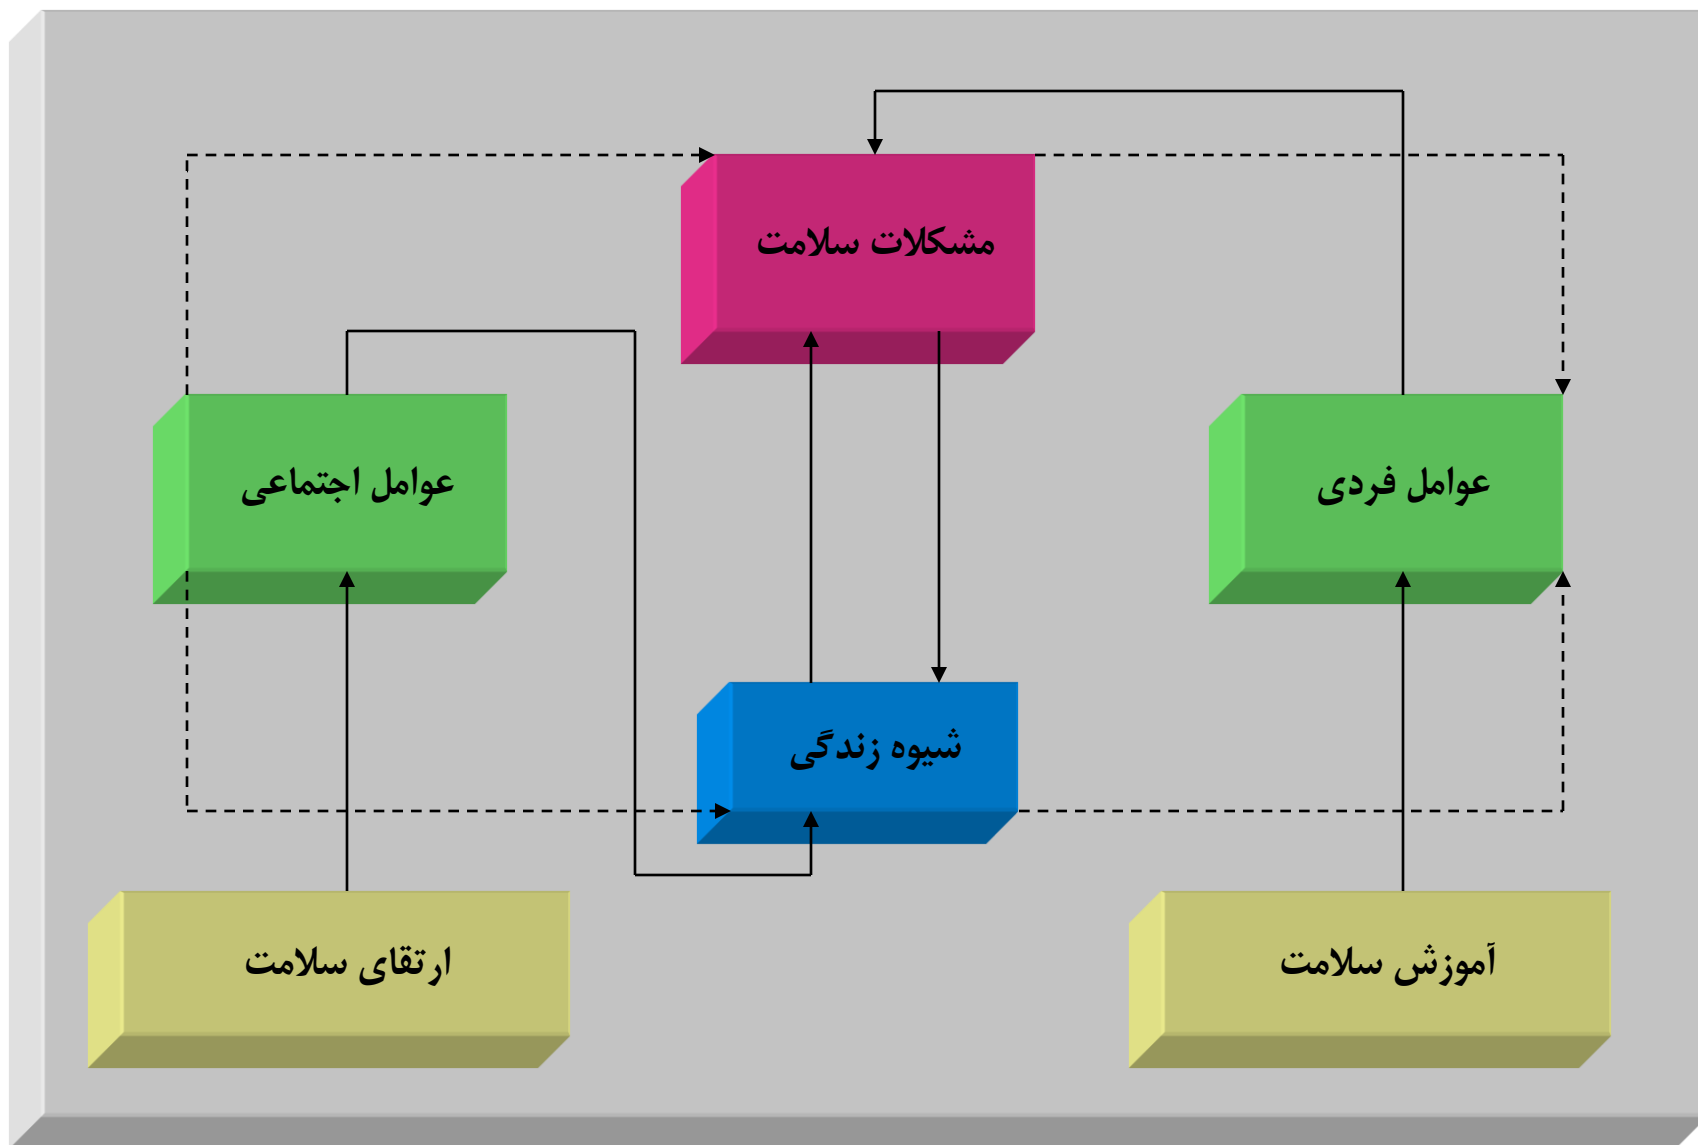 مشکلات سلامت
عوامل فردی
عوامل اجتماعی
شیوه زندگی
آموزش سلامت
ارتقای سلامت